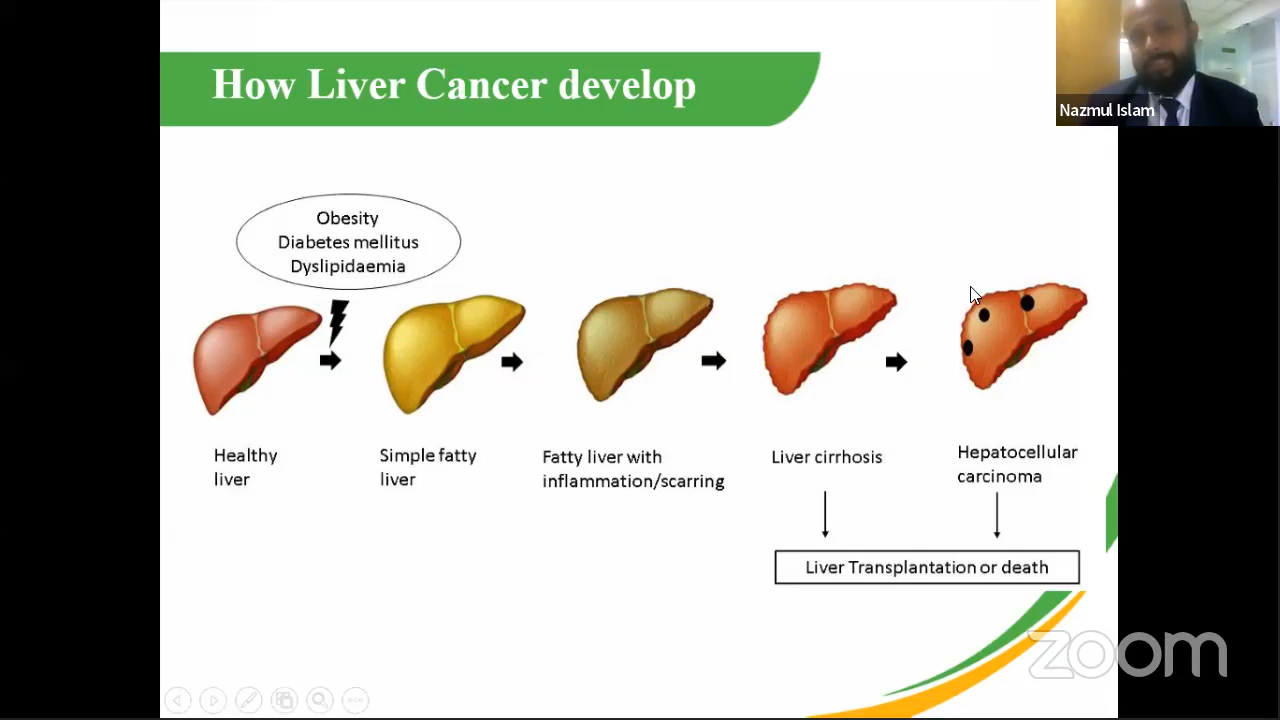 How Liver Cancer develop
Nazmul Islam
Obesity
Diabetes mellitus
Dyslipidaemia
Healthy
liver
Simple fatty
liver
Fatty liver with
inflammation/scarring
Liver cirrhosis
Hepatocellular
carcinoma
Liver Transplantation or death
zoom